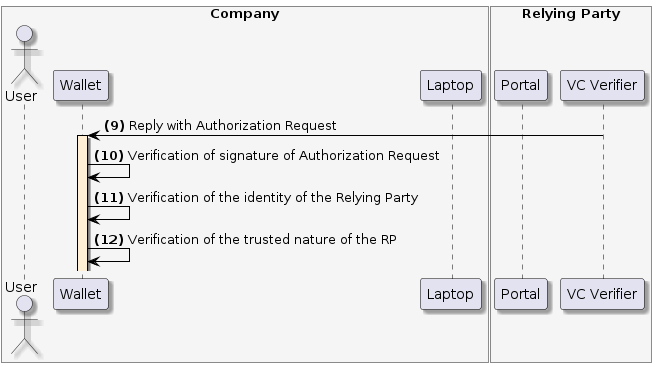 Company
Relying Party
User
Wallet
Laptop
Portal
VC Verifier
(9) Reply with Authorization Request
(10) Verification of signature of Authorization Request
(11) Verification of the identity of the Relying Party
(12) Verification of the trusted nature of the RP
User
Wallet
Laptop
Portal
VC Verifier